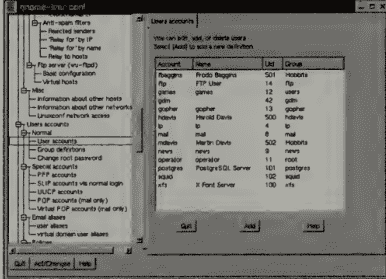 gnome-linuxconf
Anti-spam filters
Rejected senders
'Relay for' by IP
'Relay for' by name
Relay to hosts
Ftp server (wu-ftpd)
Basic configuration
Virtual hosts
Misc
Information about other hosts
Information about other networks
Linuxconf network access
Users accounts
Normal
User accounts
Group definitions
Change root password
Special accounts
PPP accounts
SLIP accounts via normal login
UUCP accounts
POP accounts (mail only)
Virtual POP accounts (mail only)
Email aliases
user aliases
virtual domain user aliases
Policies
Quit Act/Changes Help
Users accounts
You can edit, add, or delete users
Select [Add] to add a new definition
Account Name Uid Group
fbaggins Frodo Baggins 501 Hobbits
ftp FTP User 14 ftp
games games 12 users
gdm 42 gdm
gopher gopher 13 gopher
hdavis Harold Davis 500 hdavis
lp lp 4 lp
mail mail 8 mail
mdavis Martin Davis 502 Hobbits
news news 9 news
operator operator 11 root
postgres PostgreSQL Server 101 postgres
squid 102 squid
xfs X Font Server 100 xfs
Quit Add Help